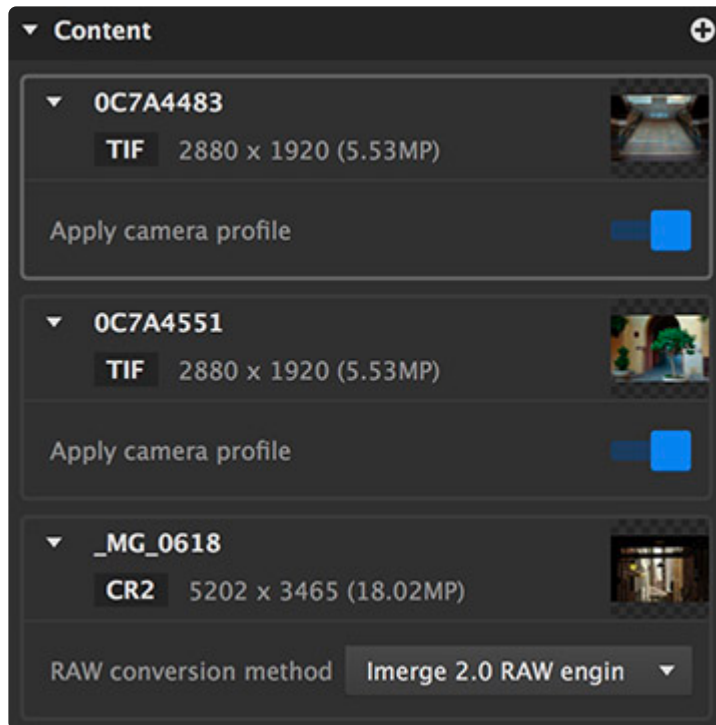 Content
0C7A4483
TIF 2880 x 1920 (5.53MP)
Apply camera profile
0C7A4551
TIF 2880 x 1920 (5.53MP)
Apply camera profile
_MG_0618
CR2 5202 x 3465 (18.02MP)
RAW conversion method Imerge 2.0 RAW engin